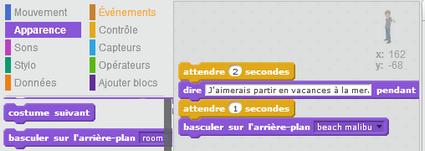 Mouvement
Événements
Apparence
Contrôle
Sons
Capteurs
Stylo
Opérateurs
Données
Ajouter blocs
costume suivant
basculer sur l'arrière-plan room
x: 162
y: -68
attendre 2 secondes
dire J'aimerais partir en vacances à la mer. pendant
attendre 1 secondes
basculer sur l'arrière-plan beach malibu